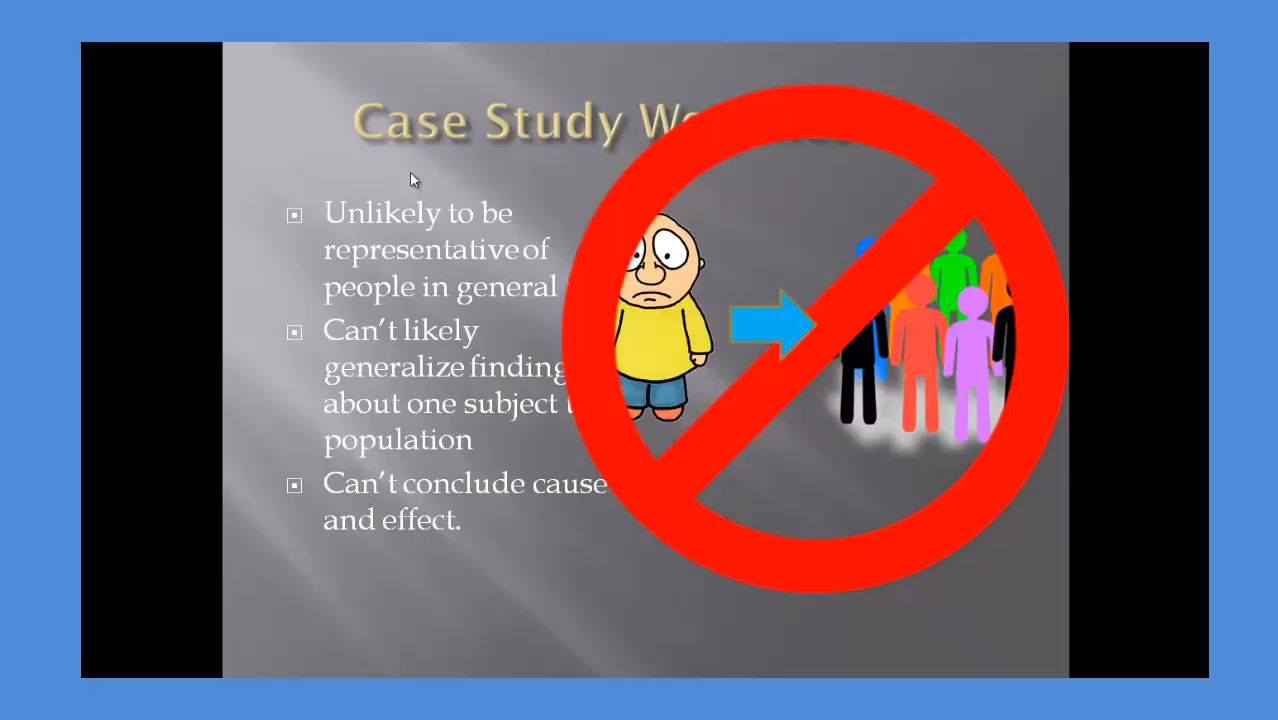 Case Study
Unlikely to be
representative of
people in general
Can't likely
generalize finding
about one subject
population
Can't conclude cause
and effect.